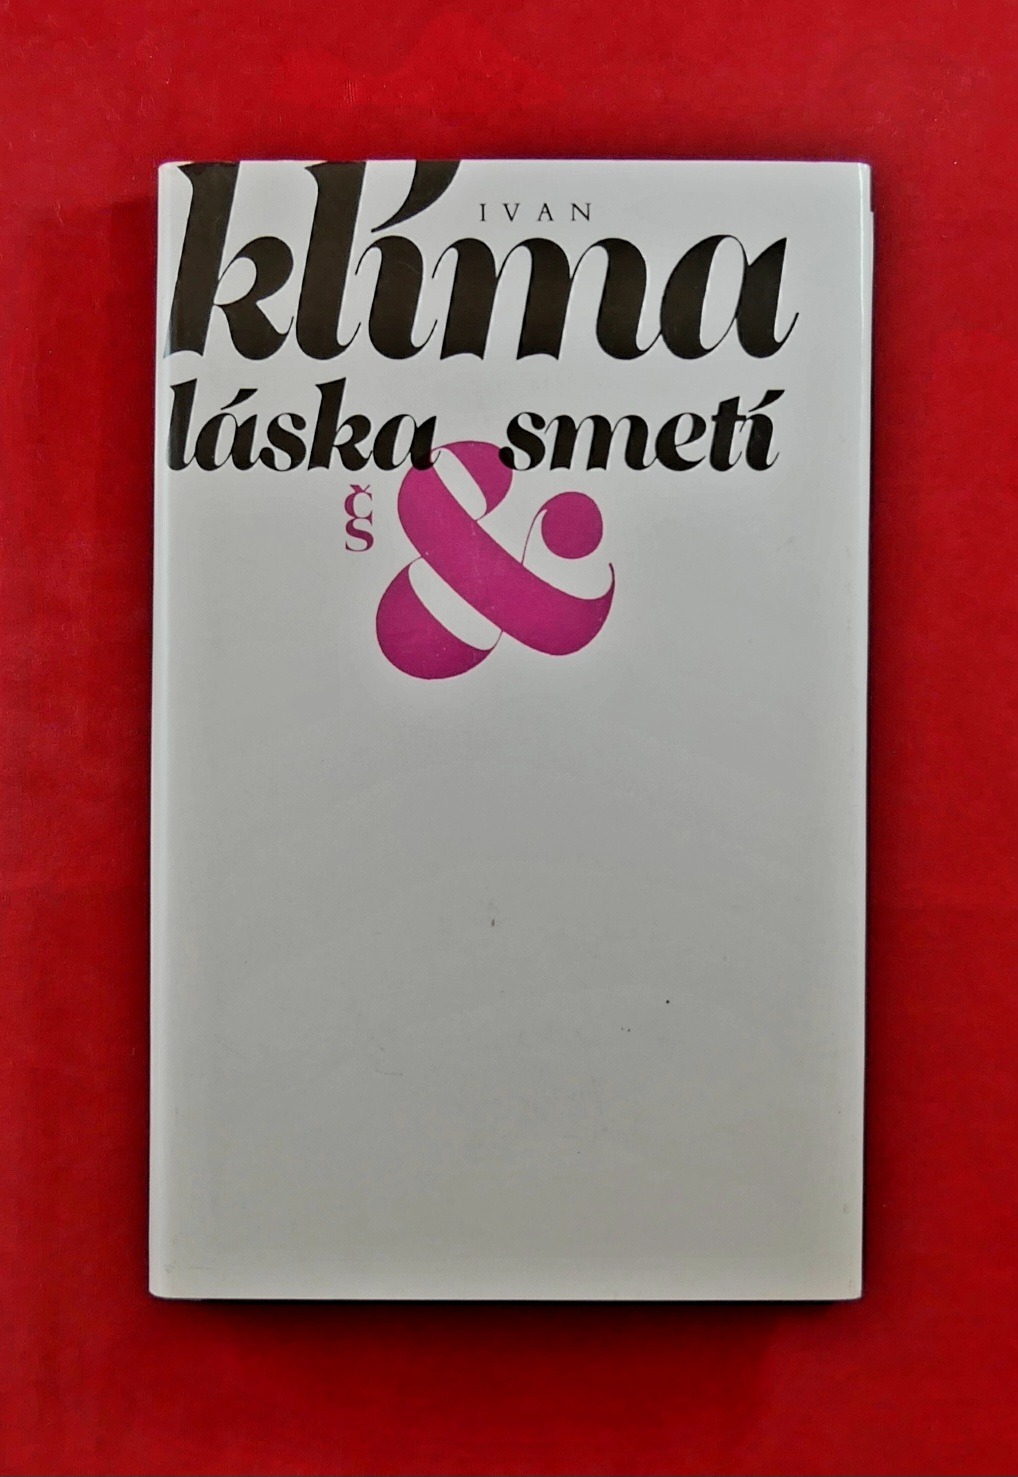 IVAN
klíma
láska & smetí
čs